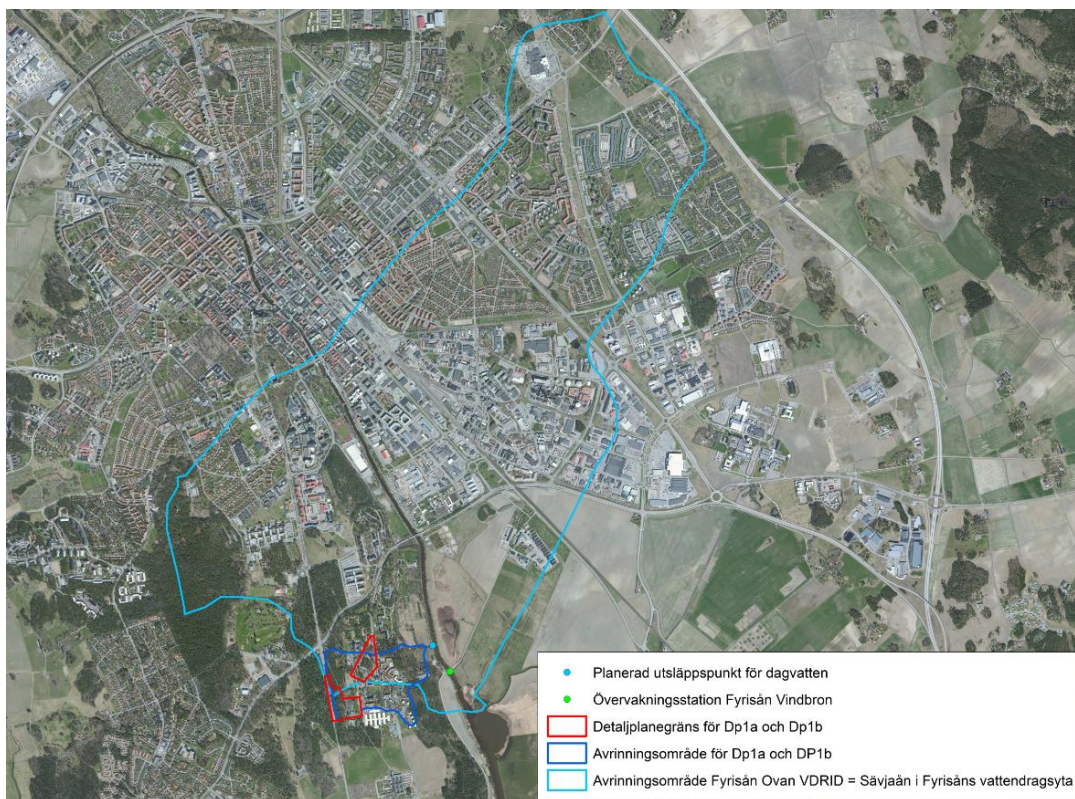 Planerad utsläppspunkt för dagvatten
Övervakningsstation Fyrisån Vindbron
Detaljplanegräns för Dp1a och Dp1b
Avrinningsområde för Dp1a och DP1b
Avrinningsområde Fyrisån Ovan VDRID = Sävjaån i Fyrisåns vattendragsyta